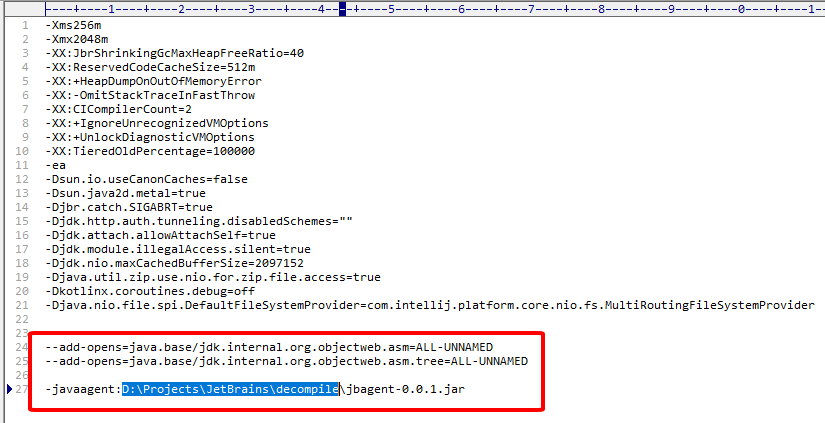 ----+----1----+----2----+----3----+----4----+----5----+----6----+----7----+----8----+----9----+----0----+----1--
1 -Xms256m
2 -Xmx2048m
3 -XX:JbrShrinkingGcMaxHeapFreeRatio=40
4 -XX:ReservedCodeCacheSize=512m
5 -XX:+HeapDumpOnOutOfMemoryError
6 -XX:-OmitStackTraceInFastThrow
7 -XX:CICompilerCount=2
8 -XX:+IgnoreUnrecognizedVMOptions
9 -XX:+UnlockDiagnosticVMOptions
10 -XX:TieredOldPercentage=100000
11 -ea
12 -Dsun.io.useCanonCaches=false
13 -Dsun.java2d.metal=true
14 -Djbr.catch.SIGABRT=true
15 -Djdk.http.auth.tunneling.disabledSchemes=""
16 -Djdk.attach.allowAttachSelf=true
17 -Djdk.module.illegalAccess.silent=true
18 -Djdk.nio.maxCachedBufferSize=2097152
19 -Djava.util.zip.use.nio.for.zip.file.access=true
20 -Dkotlinx.coroutines.debug=off
21 -Djava.nio.file.spi.DefaultFileSystemProvider=com.intellij.platform.core.nio.fs.MultiRoutingFileSystemProvider
22
23
24 --add-opens=java.base/jdk.internal.org.objectweb.asm=ALL-UNNAMED
25 --add-opens=java.base/jdk.internal.org.objectweb.asm.tree=ALL-UNNAMED
26
27 -javaagent:D:\Projects\JetBrains\decompile\jbagent-0.0.1.jar